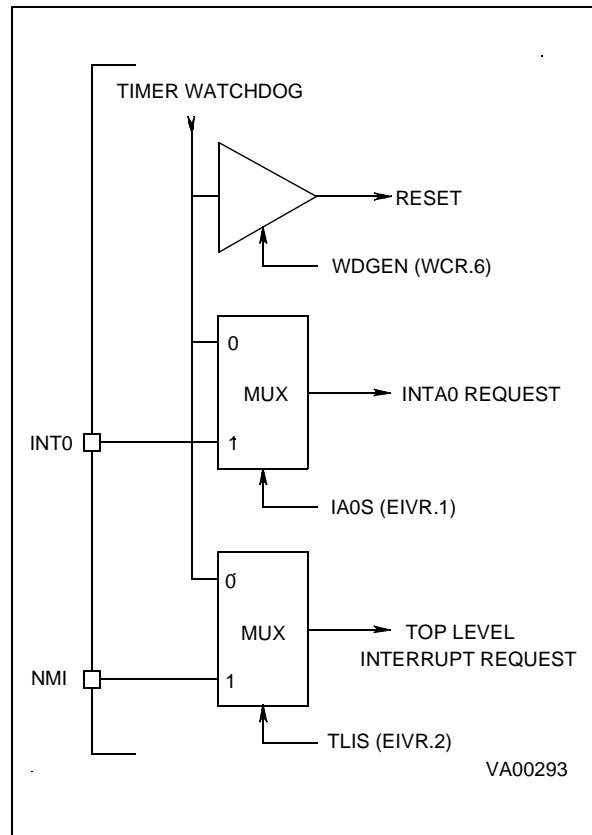 TIMER WATCHDOG
RESET
WDGEN (WCR.6)
0
MUX
INTA0 REQUEST
INT0
1
IA0S (EIVR.1)
0
MUX
TOP LEVEL
INTERRUPT REQUEST
NMI
1
TLIS (EIVR.2)
VA00293